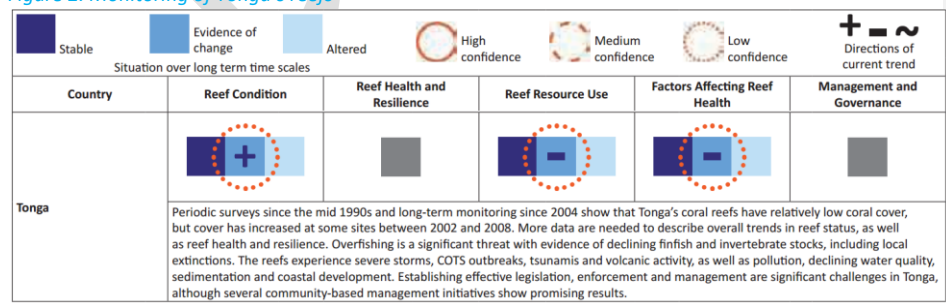 Figure 2: Monitoring of Tonga's reefs
Stable
Evidence of
change
Altered
Situation over long term time scales
High
confidence
Medium
confidence
Low
confidence
+ - ~
Directions of
current trend
Country
Reef Condition
Reef Health and
Resilience
Reef Resource Use
Factors Affecting Reef
Health
Management and
Governance
Tonga
+
-
-
Periodic surveys since the mid 1990s and long-term monitoring since 2004 show that Tonga's coral reefs have relatively low coral cover,
but cover has increased at some sites between 2002 and 2008. More data are needed to describe overall trends in reef status, as well
as reef health and resilience. Overfishing is a significant threat with evidence of declining finfish and invertebrate stocks, including local
extinctions. The reefs experience severe storms, COTS outbreaks, tsunamis and volcanic activity, as well as pollution, declining water quality,
sedimentation and coastal development. Establishing effective legislation, enforcement and management are significant challenges in Tonga,
although several community-based management initiatives show promising results.